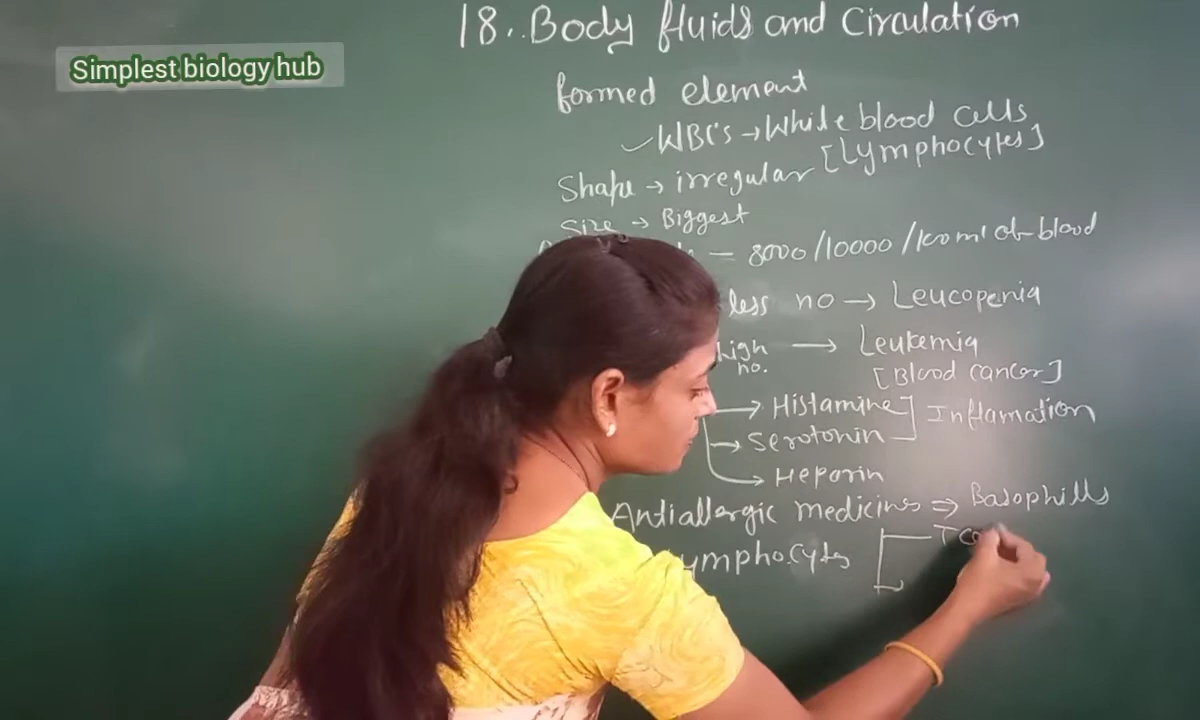 18. Body fluids and Circulation
Simplest biology hub
formed element
✓WBC's → White blood cells
[Lymphocytes]
Shape → irregular
Size → Biggest
= 8000/10000/ of blood
less no → Leucopenia
high no. → Leukemia
[Blood cancer]
→ Histamine] Inflamation
→ Serotonin
→ Heparin
Antiallergic medicines ⇒ Basophills
ymphocytes [ T